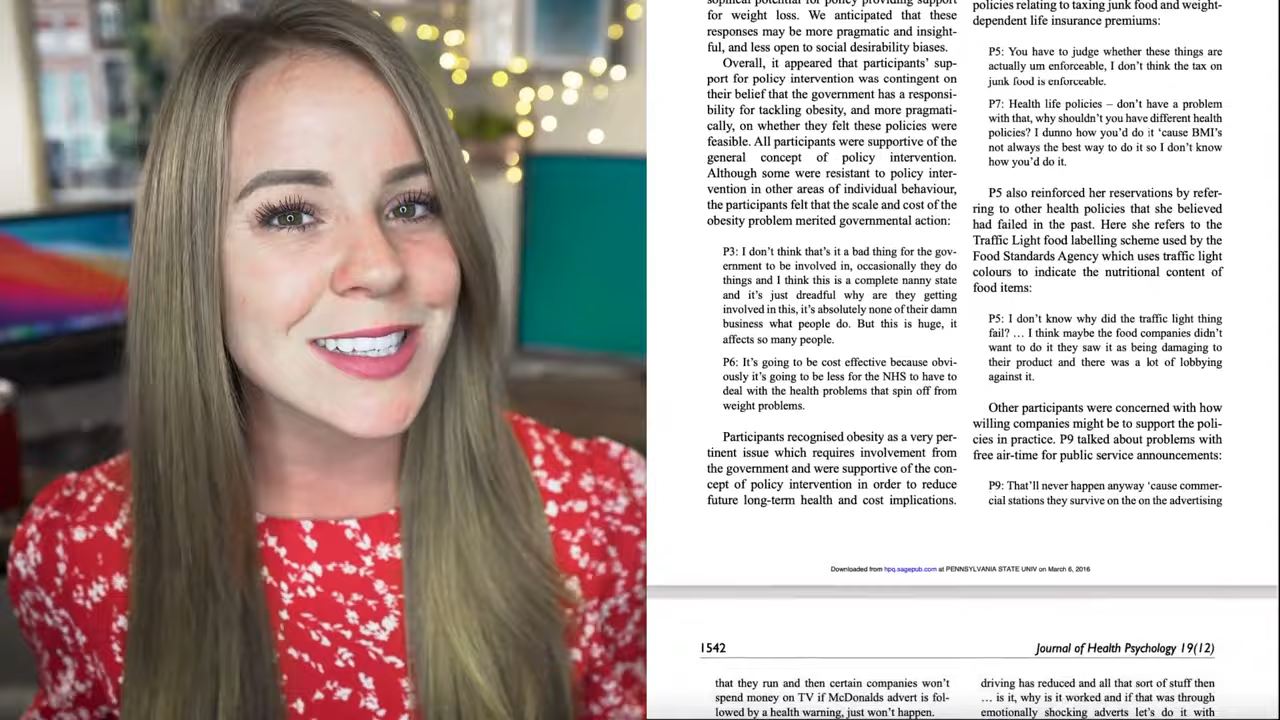 sophical potential for policy providing support
for weight loss. We anticipated that these
responses may be more pragmatic and insight-
ful, and less open to social desirability biases.
Overall, it appeared that participants' sup-
port for policy intervention was contingent on
their belief that the government has a responsi-
bility for tackling obesity, and more pragmati-
cally, on whether they felt these policies were
feasible. All participants were supportive of the
general concept of policy intervention.
Although some were resistant to policy inter-
vention in other areas of individual behaviour,
the participants felt that the scale and cost of the
obesity problem merited governmental action:
P3: I don't think that's it a bad thing for the gov-
ernment to be involved in, occasionally they do
things and I think this is a complete nanny state
and it's just dreadful why are they getting
involved in this, it's absolutely none of their damn
business what people do. But this is huge, it
affects so many people.
P6: It's going to be cost effective because obvi-
ously it's going to be less for the NHS to have to
deal with the health problems that spin off from
weight problems.
Participants recognised obesity as a very per-
tinent issue which requires involvement from
the government and were supportive of the con-
cept of policy intervention in order to reduce
future long-term health and cost implications.
policies relating to taxing junk food and weight-
dependent life insurance premiums:
P5: You have to judge whether these things are
actually um enforceable, I don't think the tax on
junk food is enforceable.
P7: Health life policies – don't have a problem
with that, why shouldn't you have different health
policies? I dunno how you'd do it 'cause BMI's
not always the best way to do it so I don't know
how you'd do it.
P5 also reinforced her reservations by refer-
ring to other health policies that she believed
had failed in the past. Here she refers to the
Traffic Light food labelling scheme used by the
Food Standards Agency which uses traffic light
colours to indicate the nutritional content of
food items:
P5: I don't know why did the traffic light thing
fail? … I think maybe the food companies didn't
want to do it they saw it as being damaging to
their product and there was a lot of lobbying
against it.
Other participants were concerned with how
willing companies might be to support the poli-
cies in practice. P9 talked about problems with
free air-time for public service announcements:
P9: That'll never happen anyway 'cause commer-
cial stations they survive on the on the advertising
Downloaded from hpq.sagepub.com at PENNSYLVANIA STATE UNIV on March 6, 2016
1542
Journal of Health Psychology 19(12)
that they run and then certain companies won't
spend money on TV if McDonalds advert is fol-
lowed by a health warning, just won't happen.
driving has reduced and all that sort of stuff then
… is it, why is it worked and if that was through
emotionally shocking adverts let's do it with